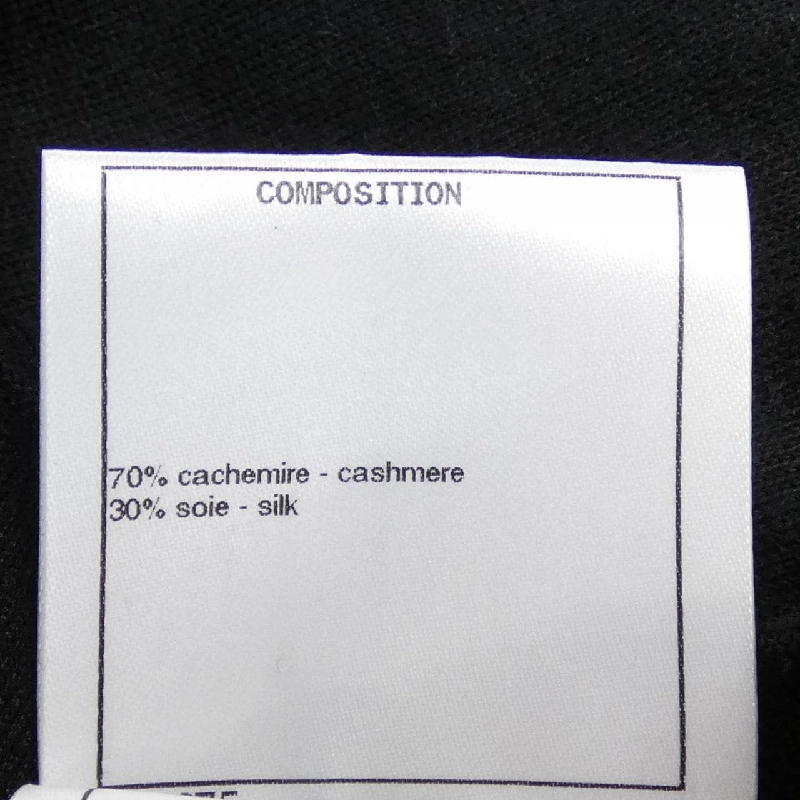 COMPOSITION
70% cachemire - cashmere
30% soie - silk